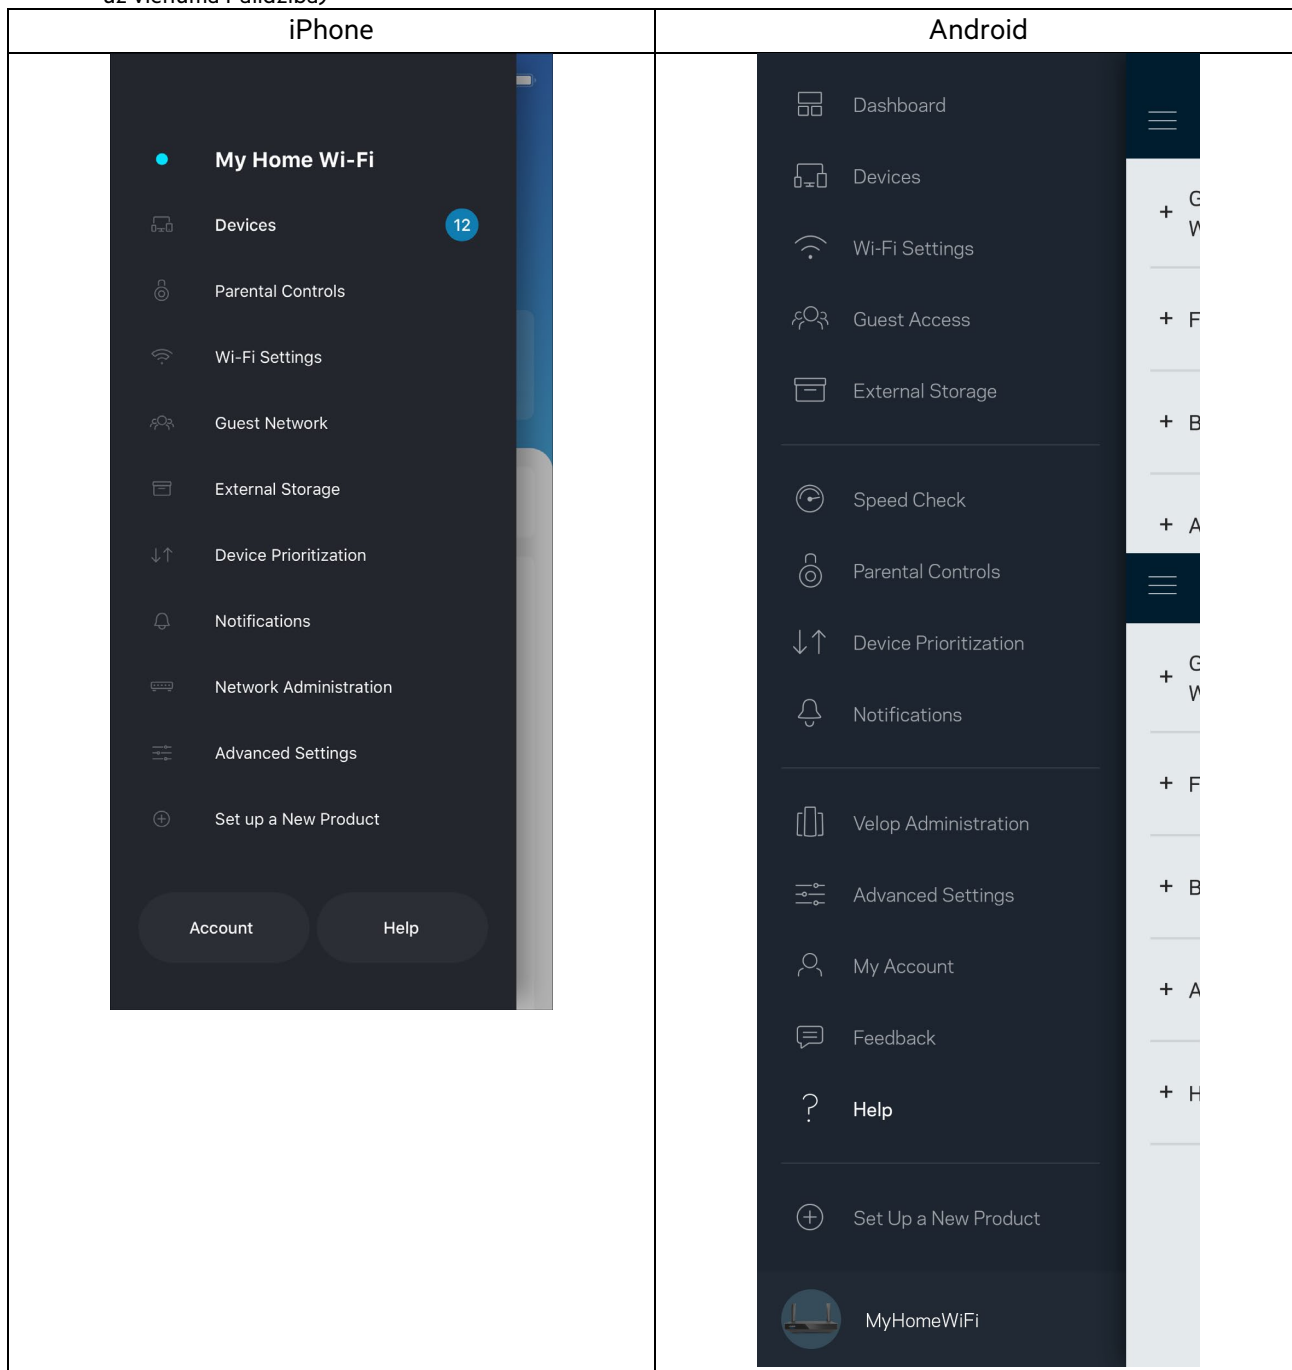 iPhone
Android
My Home Wi-Fi
Devices
12
Parental Controls
Wi-Fi Settings
Guest Network
External Storage
Device Prioritization
Notifications
Network Administration
Advanced Settings
Set up a New Product
Account
Help
Dashboard
Devices
Wi-Fi Settings
Guest Access
External Storage
Speed Check
Parental Controls
Device Prioritization
Notifications
Velop Administration
Advanced Settings
My Account
Feedback
Help
Set Up a New Product
MyHomeWiFi
+ F
+ B
+ A
+ F
+ B
+ A
+ H